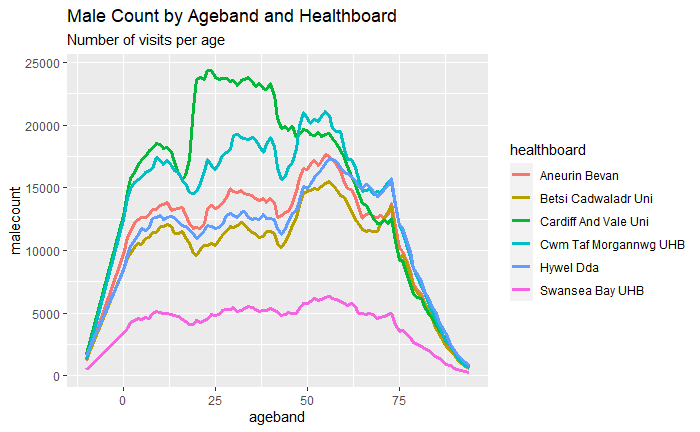 Male Count by Ageband and Healthboard
Number of visits per age
25000
20000
15000
10000
5000
0
malecount
0 25 50 75
ageband
healthboard
Aneurin Bevan
Betsi Cadwaladr Uni
Cardiff And Vale Uni
Cwm Taf Morgannwg UHB
Hywel Dda
Swansea Bay UHB